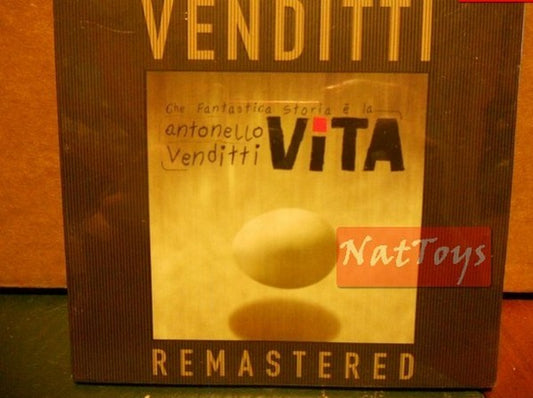 VENDITTI
Che Fantastica Storia è la
antonello
Venditti
ViTA
NatToys
REMASTERED